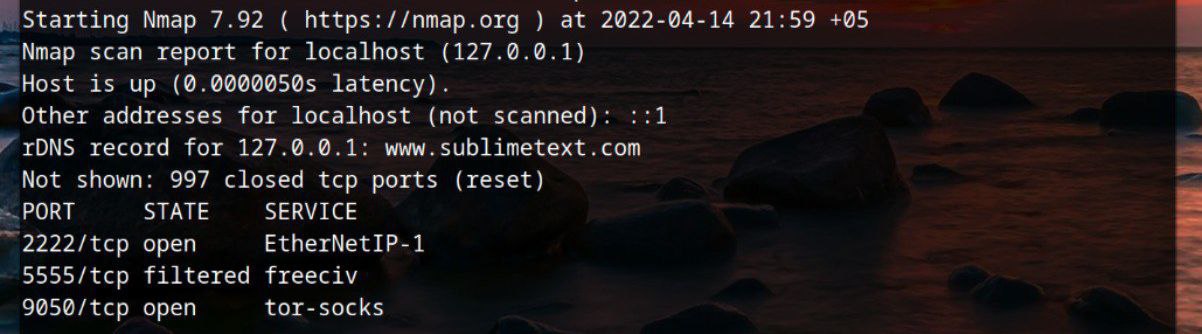 Starting Nmap 7.92 ( https://nmap.org ) at 2022-04-14 21:59 +05
Nmap scan report for localhost (127.0.0.1)
Host is up (0.0000050s latency).
Other addresses for localhost (not scanned): ::1
rDNS record for 127.0.0.1: www.sublimetext.com
Not shown: 997 closed tcp ports (reset)
PORT     STATE    SERVICE
2222/tcp open     EtherNetIP-1
5555/tcp filtered freeciv
9050/tcp open     tor-socks